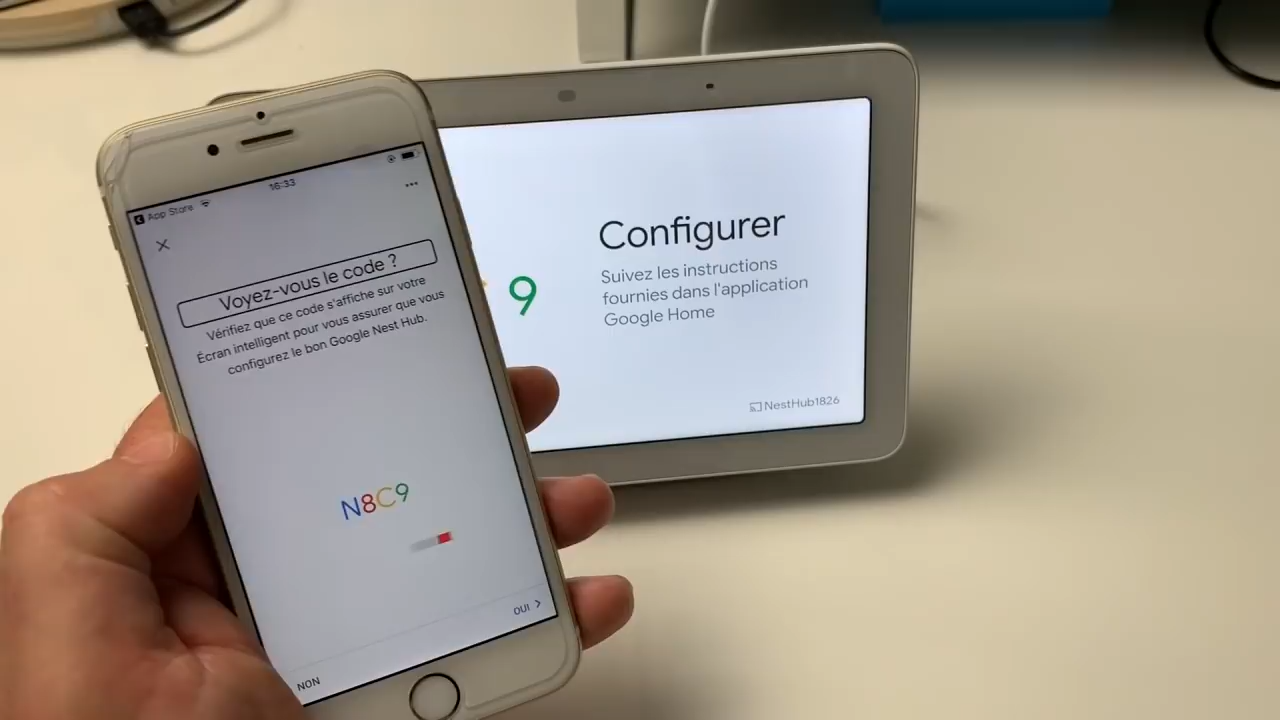 App Store
16:33
Voyez-vous le code ?
Vérifiez que ce code s'affiche sur votre
Écran intelligent pour vous assurer que vous
configurez le bon Google Nest Hub.
N8C9
OUI
NON
9
Configurer
Suivez les instructions
fournies dans l'application
Google Home
NestHub1826